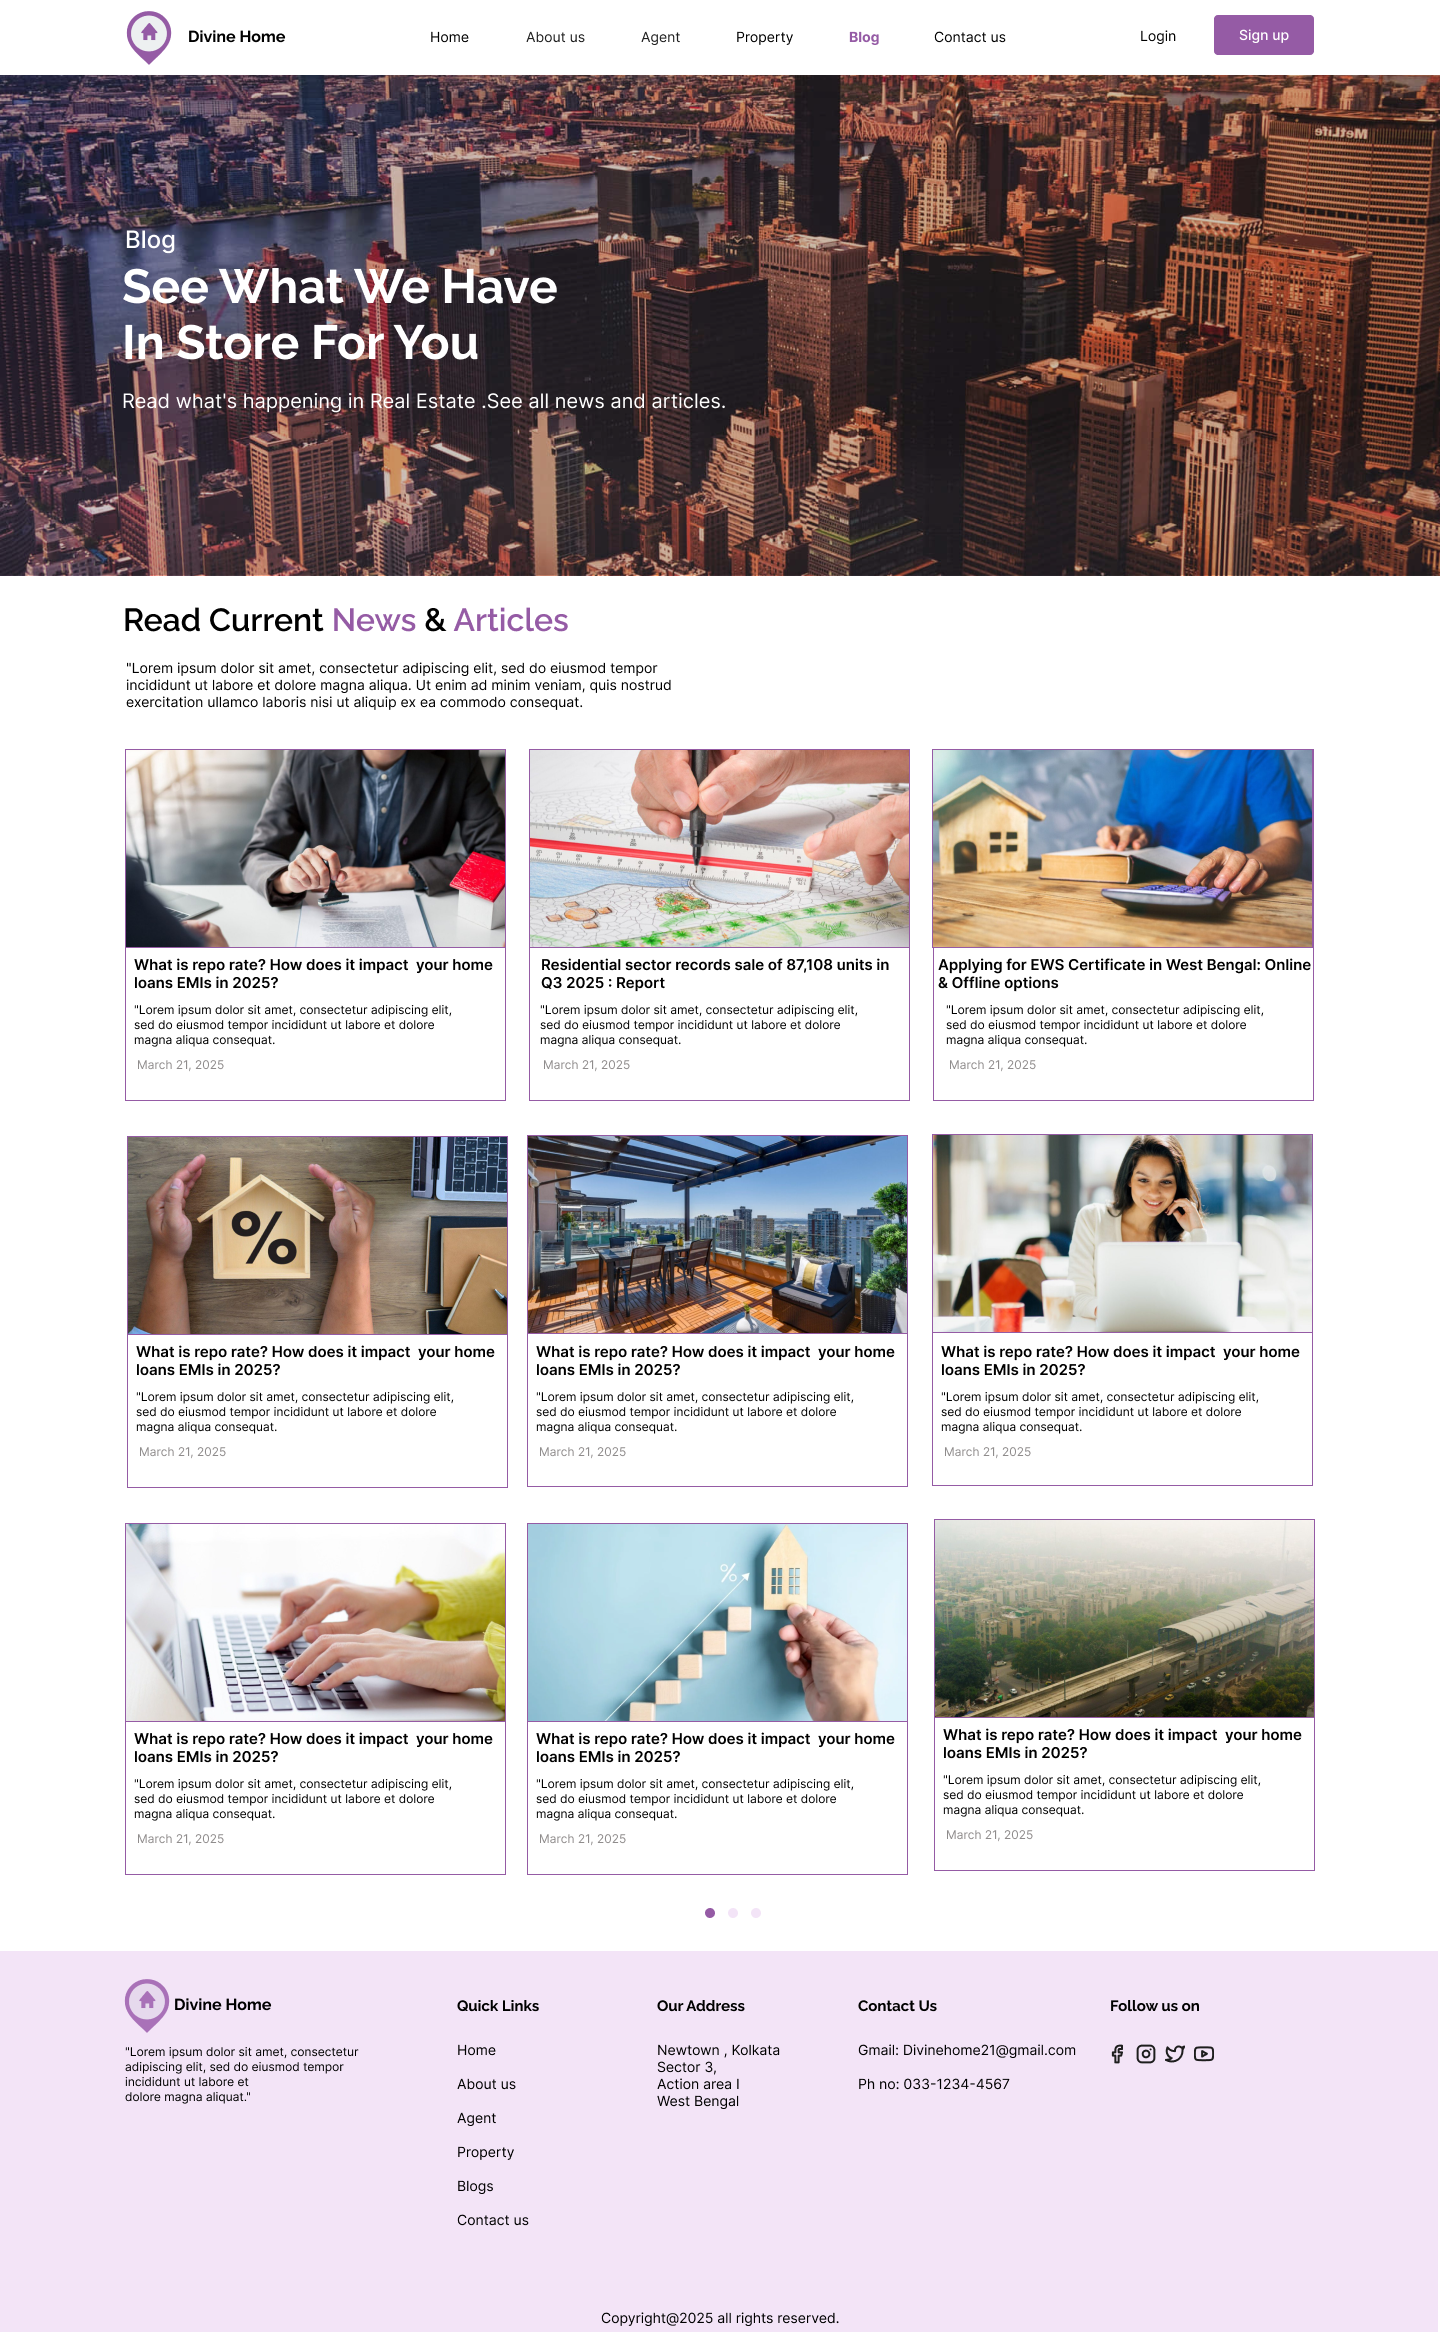 Divine Home
Home
About us
Agent
Property
Blog
Contact us
Login
Sign up
MetLife
Blog
See What We Have
In Store For You
Read what's happening in Real Estate .See all news and articles.
Read Current News & Articles
"Lorem ipsum dolor sit amet, consectetur adipiscing elit, sed do eiusmod tempor
incididunt ut labore et dolore magna aliqua. Ut enim ad minim veniam, quis nostrud
exercitation ullamco laboris nisi ut aliquip ex ea commodo consequat.
What is repo rate? How does it impact  your home
loans EMIs in 2025?
"Lorem ipsum dolor sit amet, consectetur adipiscing elit,
sed do eiusmod tempor incididunt ut labore et dolore
magna aliqua consequat.
March 21, 2025
Residential sector records sale of 87,108 units in
Q3 2025 : Report
"Lorem ipsum dolor sit amet, consectetur adipiscing elit,
sed do eiusmod tempor incididunt ut labore et dolore
magna aliqua consequat.
March 21, 2025
Applying for EWS Certificate in West Bengal: Online
& Offline options
"Lorem ipsum dolor sit amet, consectetur adipiscing elit,
sed do eiusmod tempor incididunt ut labore et dolore
magna aliqua consequat.
March 21, 2025
%
What is repo rate? How does it impact  your home
loans EMIs in 2025?
"Lorem ipsum dolor sit amet, consectetur adipiscing elit,
sed do eiusmod tempor incididunt ut labore et dolore
magna aliqua consequat.
March 21, 2025
What is repo rate? How does it impact  your home
loans EMIs in 2025?
"Lorem ipsum dolor sit amet, consectetur adipiscing elit,
sed do eiusmod tempor incididunt ut labore et dolore
magna aliqua consequat.
March 21, 2025
What is repo rate? How does it impact  your home
loans EMIs in 2025?
"Lorem ipsum dolor sit amet, consectetur adipiscing elit,
sed do eiusmod tempor incididunt ut labore et dolore
magna aliqua consequat.
March 21, 2025
What is repo rate? How does it impact  your home
loans EMIs in 2025?
"Lorem ipsum dolor sit amet, consectetur adipiscing elit,
sed do eiusmod tempor incididunt ut labore et dolore
magna aliqua consequat.
March 21, 2025
%
What is repo rate? How does it impact  your home
loans EMIs in 2025?
"Lorem ipsum dolor sit amet, consectetur adipiscing elit,
sed do eiusmod tempor incididunt ut labore et dolore
magna aliqua consequat.
March 21, 2025
What is repo rate? How does it impact  your home
loans EMIs in 2025?
"Lorem ipsum dolor sit amet, consectetur adipiscing elit,
sed do eiusmod tempor incididunt ut labore et dolore
magna aliqua consequat.
March 21, 2025
Divine Home
"Lorem ipsum dolor sit amet, consectetur
adipiscing elit, sed do eiusmod tempor
incididunt ut labore et
dolore magna aliquat."
Quick Links
Home
About us
Agent
Property
Blogs
Contact us
Our Address
Newtown , Kolkata
Sector 3,
Action area I
West Bengal
Contact Us
Gmail: Divinehome21@gmail.com
Ph no: 033-1234-4567
Follow us on
Copyright@2025 all rights reserved.